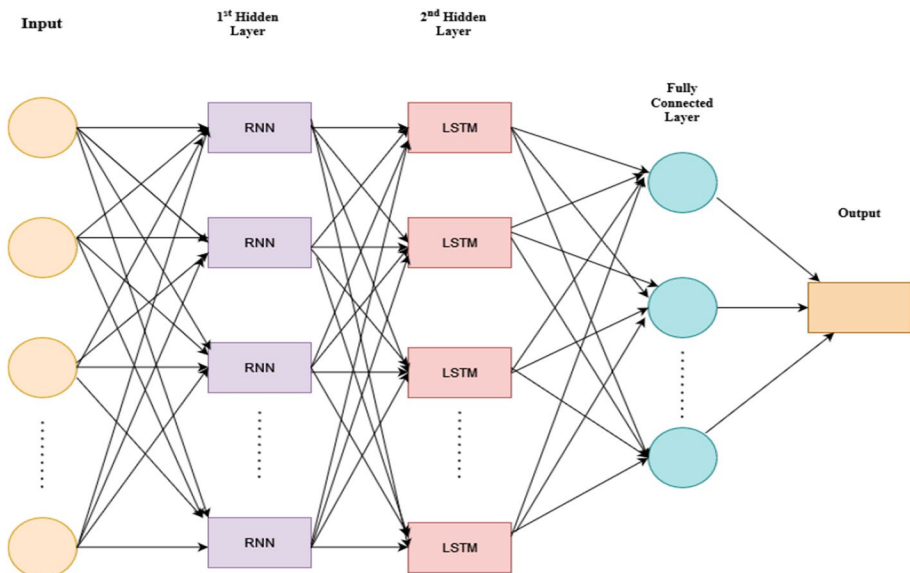 Input
1st Hidden
Layer
2nd Hidden
Layer
Fully
Connected
Layer
Output
RNN
LSTM
RNN
LSTM
RNN
LSTM
RNN
LSTM